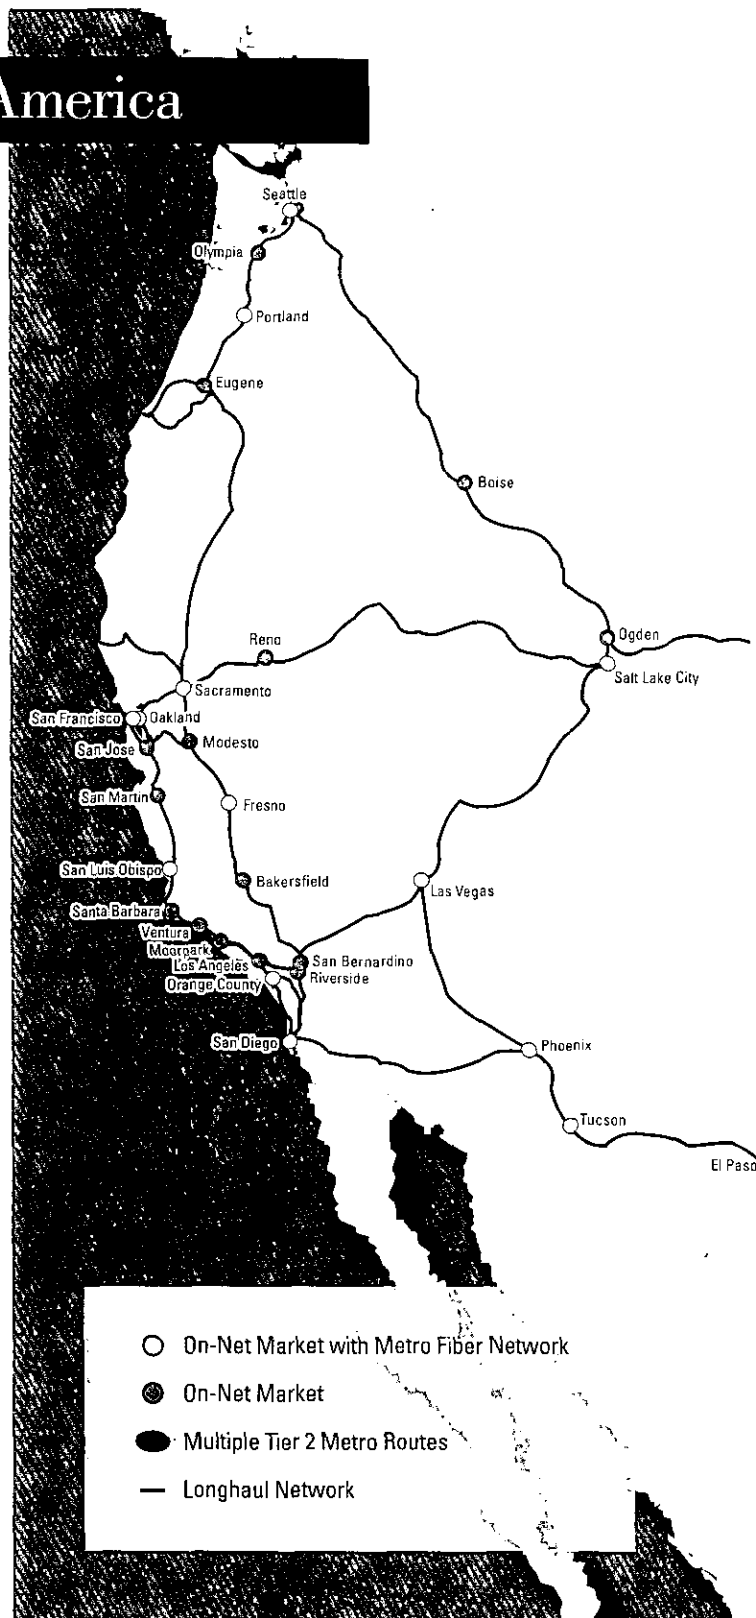 America
Seattle
Olympia
Portland
Eugene
Boise
Reno
Ogden
Salt Lake City
Sacramento
San Francisco
Oakland
San Jose
Modesto
San Martin
Fresno
San Luis Obispo
Bakersfield
Las Vegas
Santa Barbara
Ventura
Moorpark
Los Angeles
San Bernardino
Riverside
Orange County
San Diego
Phoenix
Tucson
El Paso
On-Net Market with Metro Fiber Network
On-Net Market
Multiple Tier 2 Metro Routes
Longhaul Network